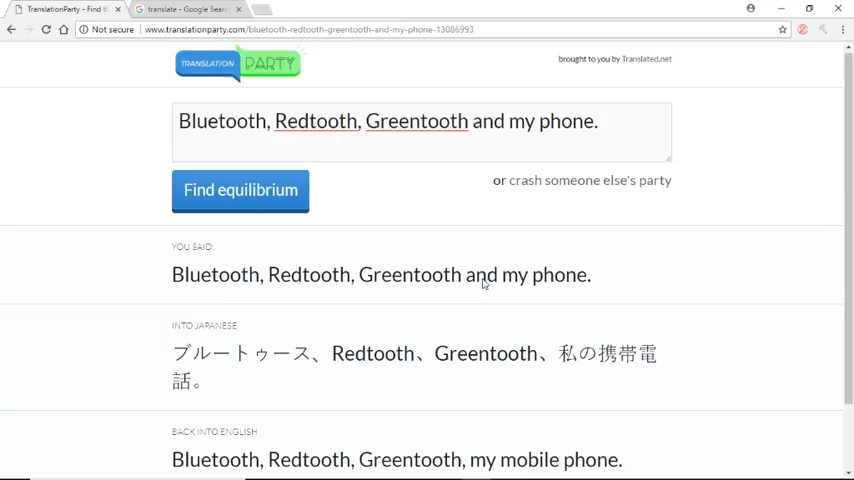 TranslationParty - Find t
translate - Google Searc
Not secure
www.translationparty.com/bluetooth-redtooth-greentooth-and-my-phone-13086993
TRANSLATION PARTY
brought to you by Translated.net
Bluetooth, Redtooth, Greentooth and my phone.
Find equilibrium
or crash someone else's party
YOU SAID:
Bluetooth, Redtooth, Greentooth and my phone.
INTO JAPANESE
ブルートゥース、Redtooth、Greentooth、私の携帯電
話。
BACK INTO ENGLISH
Bluetooth, Redtooth, Greentooth, my mobile phone.